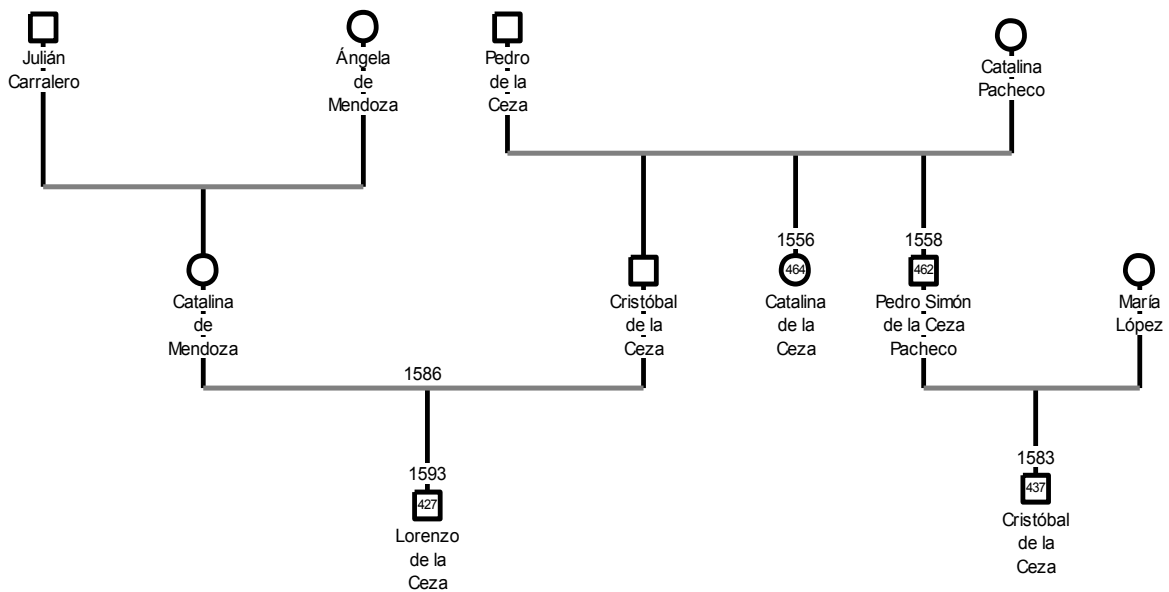 Julián
Carralero
Ángela
de
Mendoza
Pedro
de la
Ceza
Catalina
Pacheco
1556
1558
464
462
Catalina
de
Mendoza
Cristóbal
de la
Ceza
Catalina
de la
Ceza
Pedro Simón
de la Ceza
Pacheco
María
López
1586
1593
427
Lorenzo
de la
Ceza
1583
437
Cristóbal
de la
Ceza